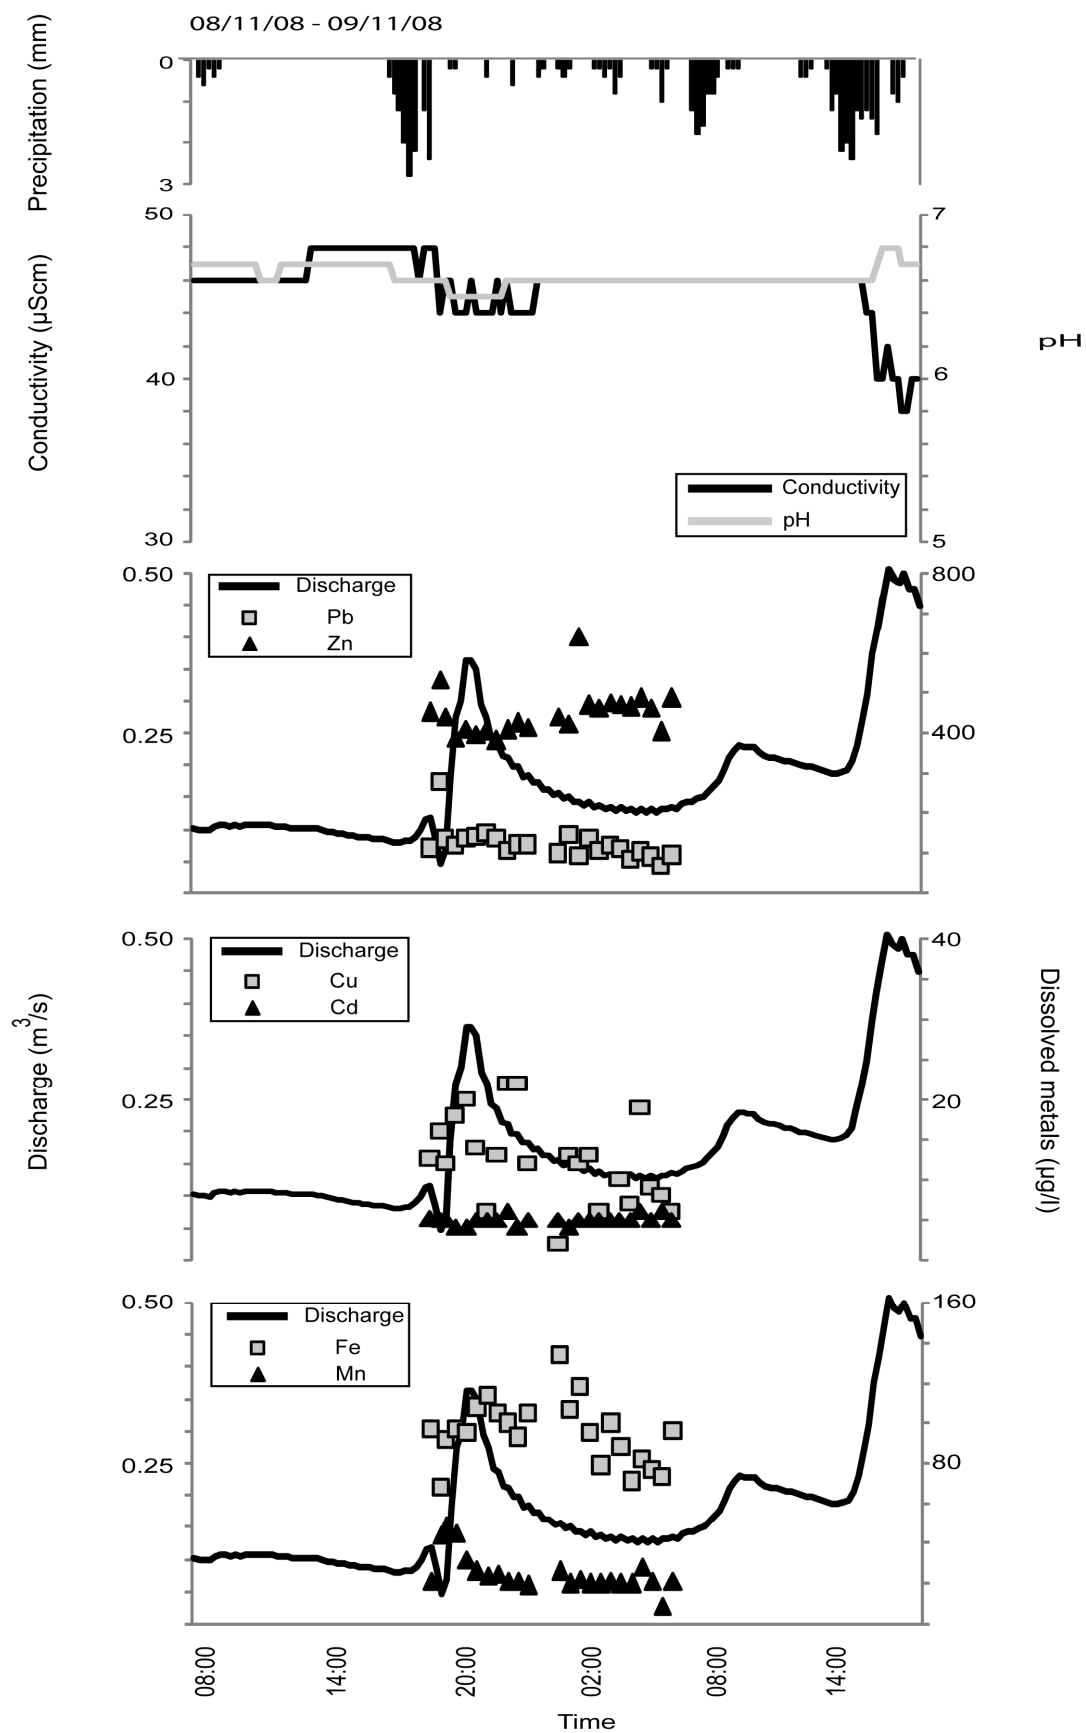 08/11/08 - 09/11/08
Precipitation (mm)
0
3
Conductivity (µScm)
50
40
30
7
6
5
pH
Conductivity
pH
0.50
0.25
800
400
Discharge
Pb
Zn
Discharge (m3/s)
0.50
0.25
40
20
Dissolved metals (µg/l)
Discharge
Cu
Cd
0.50
0.25
160
80
Discharge
Fe
Mn
08:00
14:00
20:00
02:00
08:00
14:00
Time